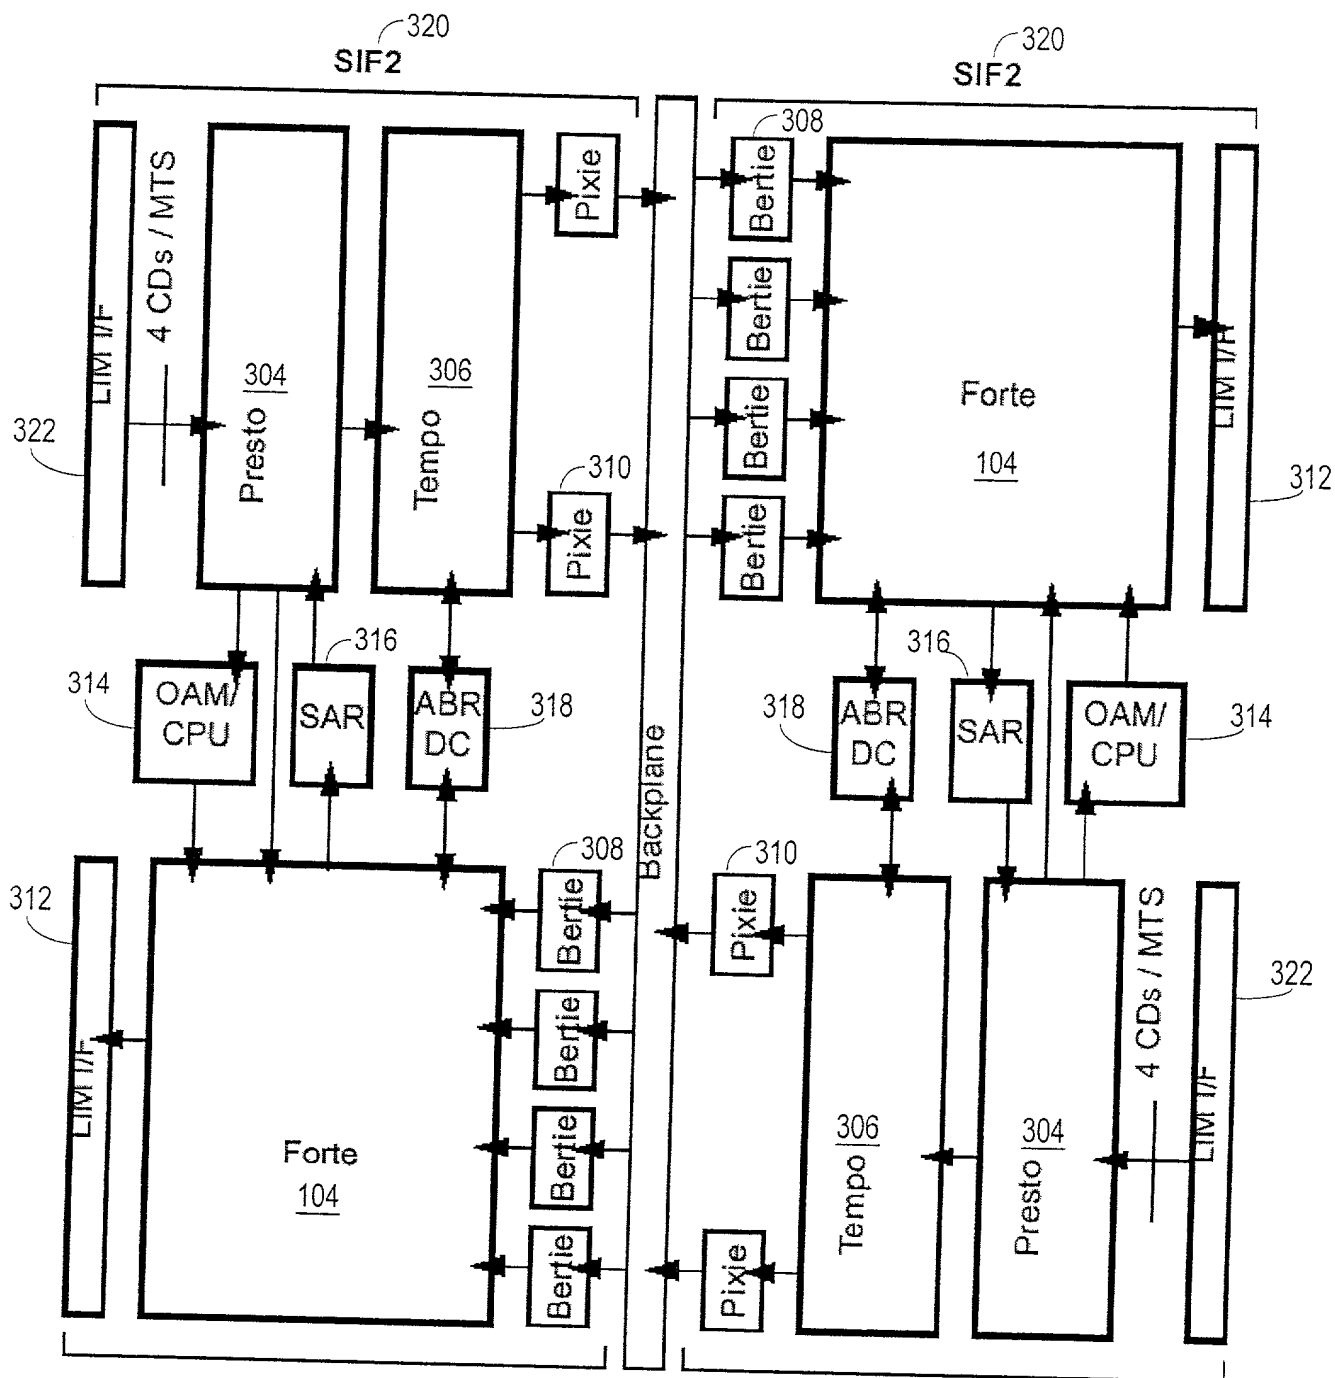 320
SIF2
320
SIF2
LIM I/F
4 CDs / MTS
Presto 304
Tempo 306
Pixie
308
Bertie
Bertie
Bertie
Bertie
Forte
104
LIM I/F
322
310
Pixie
312
314
OAM/
CPU
316
SAR
ABR
DC
318
Backplane
318
ABR
DC
316
SAR
OAM/
CPU
314
312
LIM I/F
Forte
104
308
Bertie
Bertie
Bertie
Bertie
310
Pixie
Pixie
Tempo 306
Presto 304
4 CDs / MTS
LIM I/F
322